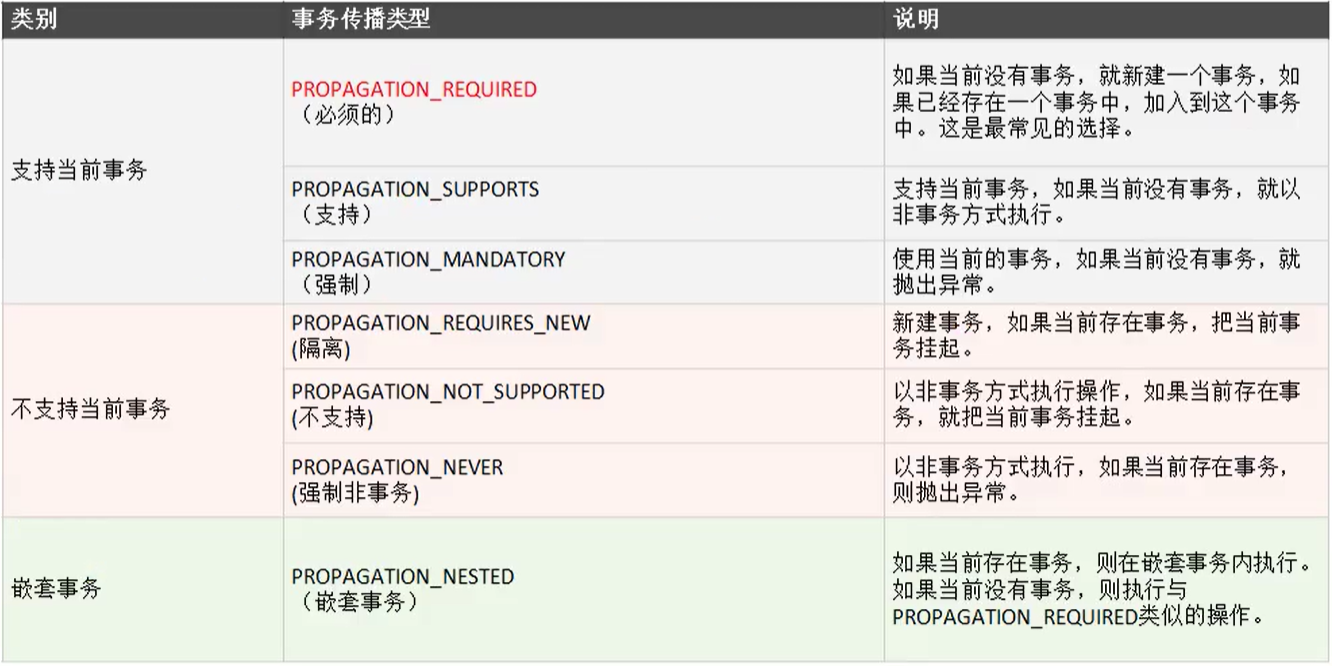 类别
事务传播类型
说明
支持当前事务
PROPAGATION_REQUIRED
（必须的）
如果当前没有事务，就新建一个事务，如
果已经存在一个事务中，加入到这个事务
中。这是最常见的选择。
PROPAGATION_SUPPORTS
（支持）
支持当前事务，如果当前没有事务，就以
非事务方式执行。
PROPAGATION_MANDATORY
（强制）
使用当前的事务，如果当前没有事务，就
抛出异常。
不支持当前事务
PROPAGATION_REQUIRES_NEW
(隔离)
新建事务，如果当前存在事务，把当前事
务挂起。
PROPAGATION_NOT_SUPPORTED
(不支持)
以非事务方式执行操作，如果当前存在事
务，就把当前事务挂起。
PROPAGATION_NEVER
(强制非事务)
以非事务方式执行，如果当前存在事务，
则抛出异常。
嵌套事务
PROPAGATION_NESTED
（嵌套事务）
如果当前存在事务，则在嵌套事务内执行。
如果当前没有事务，则执行与
PROPAGATION_REQUIRED类似的操作。